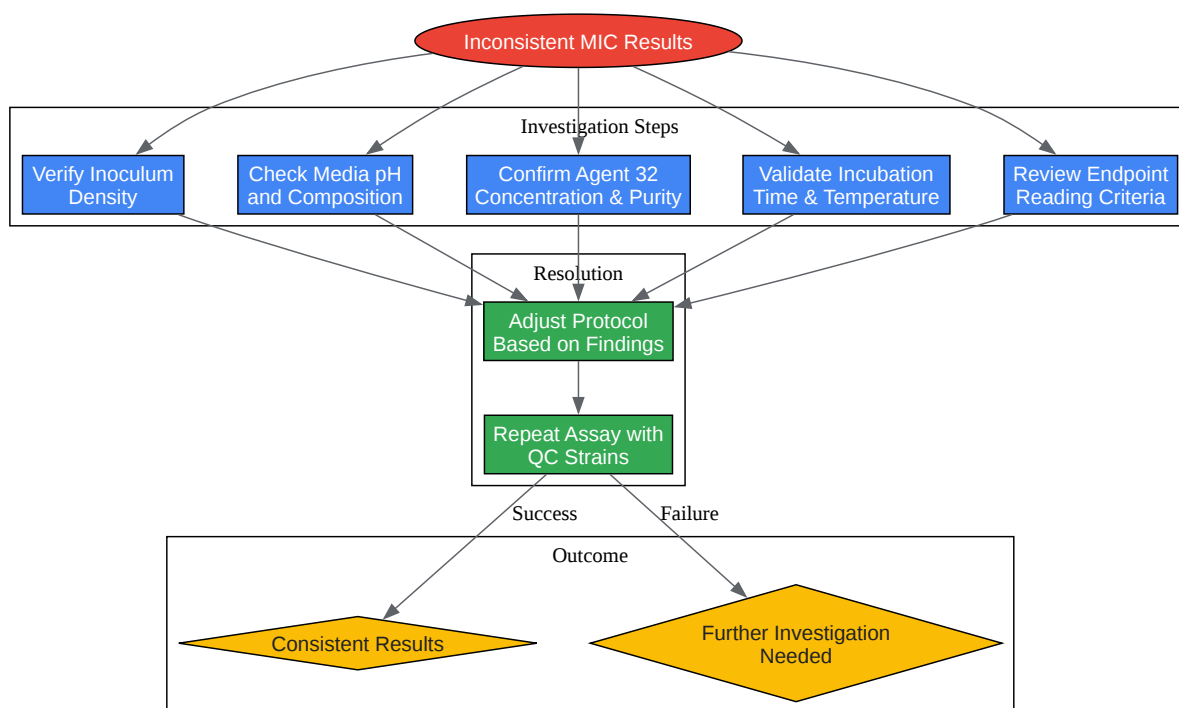 Inconsistent MIC Results
Investigation Steps
Verify Inoculum
Density
Check Media pH
and Composition
Confirm Agent 32
Concentration & Purity
Validate Incubation
Time & Temperature
Review Endpoint
Reading Criteria
Resolution
Adjust Protocol
Based on Findings
Repeat Assay with
QC Strains
Success
Failure
Outcome
Consistent Results
Further Investigation
Needed